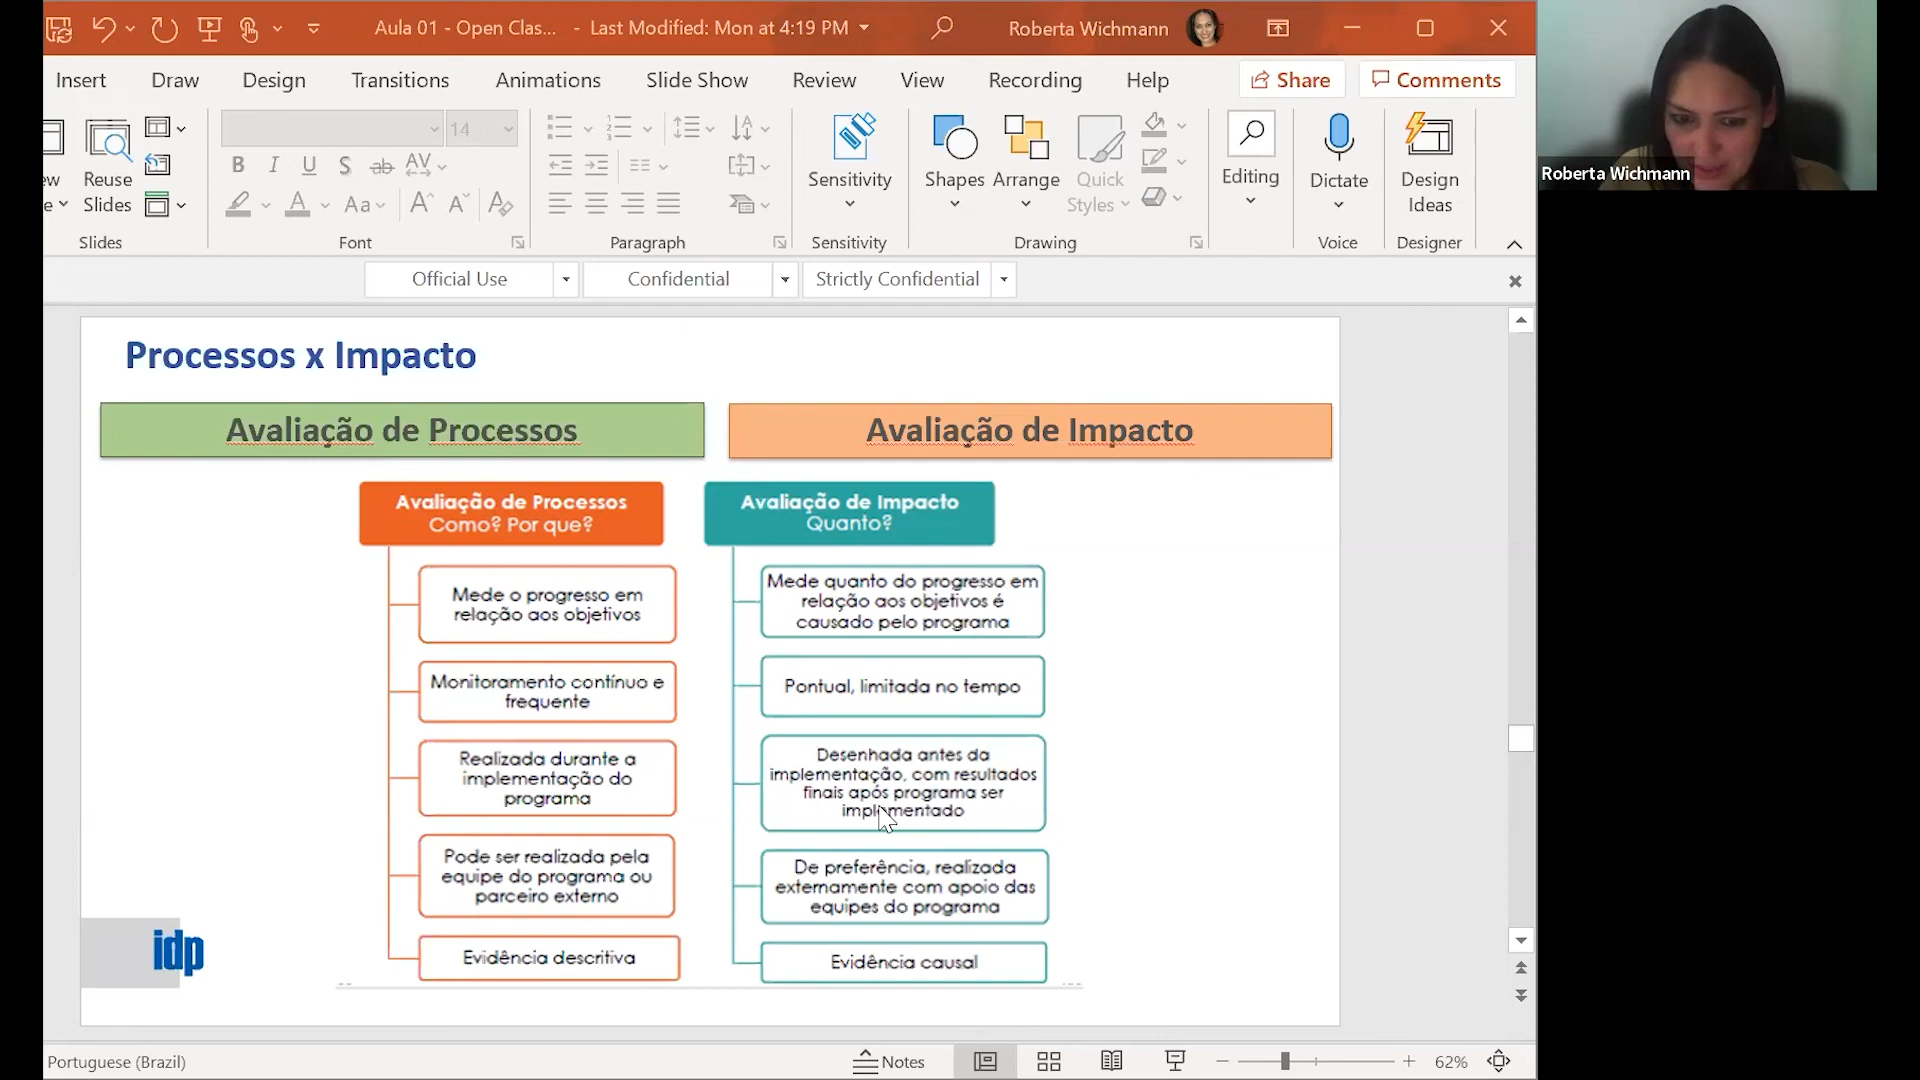 Aula 01 - Open Clas... - Last Modified: Mon at 4:19 PM
Roberta Wichmann
Insert Draw Design Transitions Animations Slide Show Review View Recording Help Share Comments
14
Reuse
Slides
B I U S ab AV
Aa A A
Sensitivity
Shapes
Arrange
Quick
Styles
Editing
Dictate
Design
Ideas
Slides
Font
Paragraph
Sensitivity
Drawing
Voice
Designer
Official Use
Confidential
Strictly Confidential
Roberta Wichmann
Processos x Impacto
Avaliação de Processos
Avaliação de Impacto
Avaliação de Processos
Como? Por que?
Mede o progresso em
relação aos objetivos
Monitoramento contínuo e
frequente
Realizada durante a
implementação do
programa
Pode ser realizada pela
equipe do programa ou
parceiro externo
Evidência descritiva
Avaliação de Impacto
Quanto?
Mede quanto do progresso em
relação aos objetivos é
causado pelo programa
Pontual, limitada no tempo
Desenhada antes da
implementação, com resultados
finais após programa ser
implementado
De preferência, realizada
externamente com apoio das
equipes do programa
Evidência causal
idp
Portuguese (Brazil)
Notes
62%